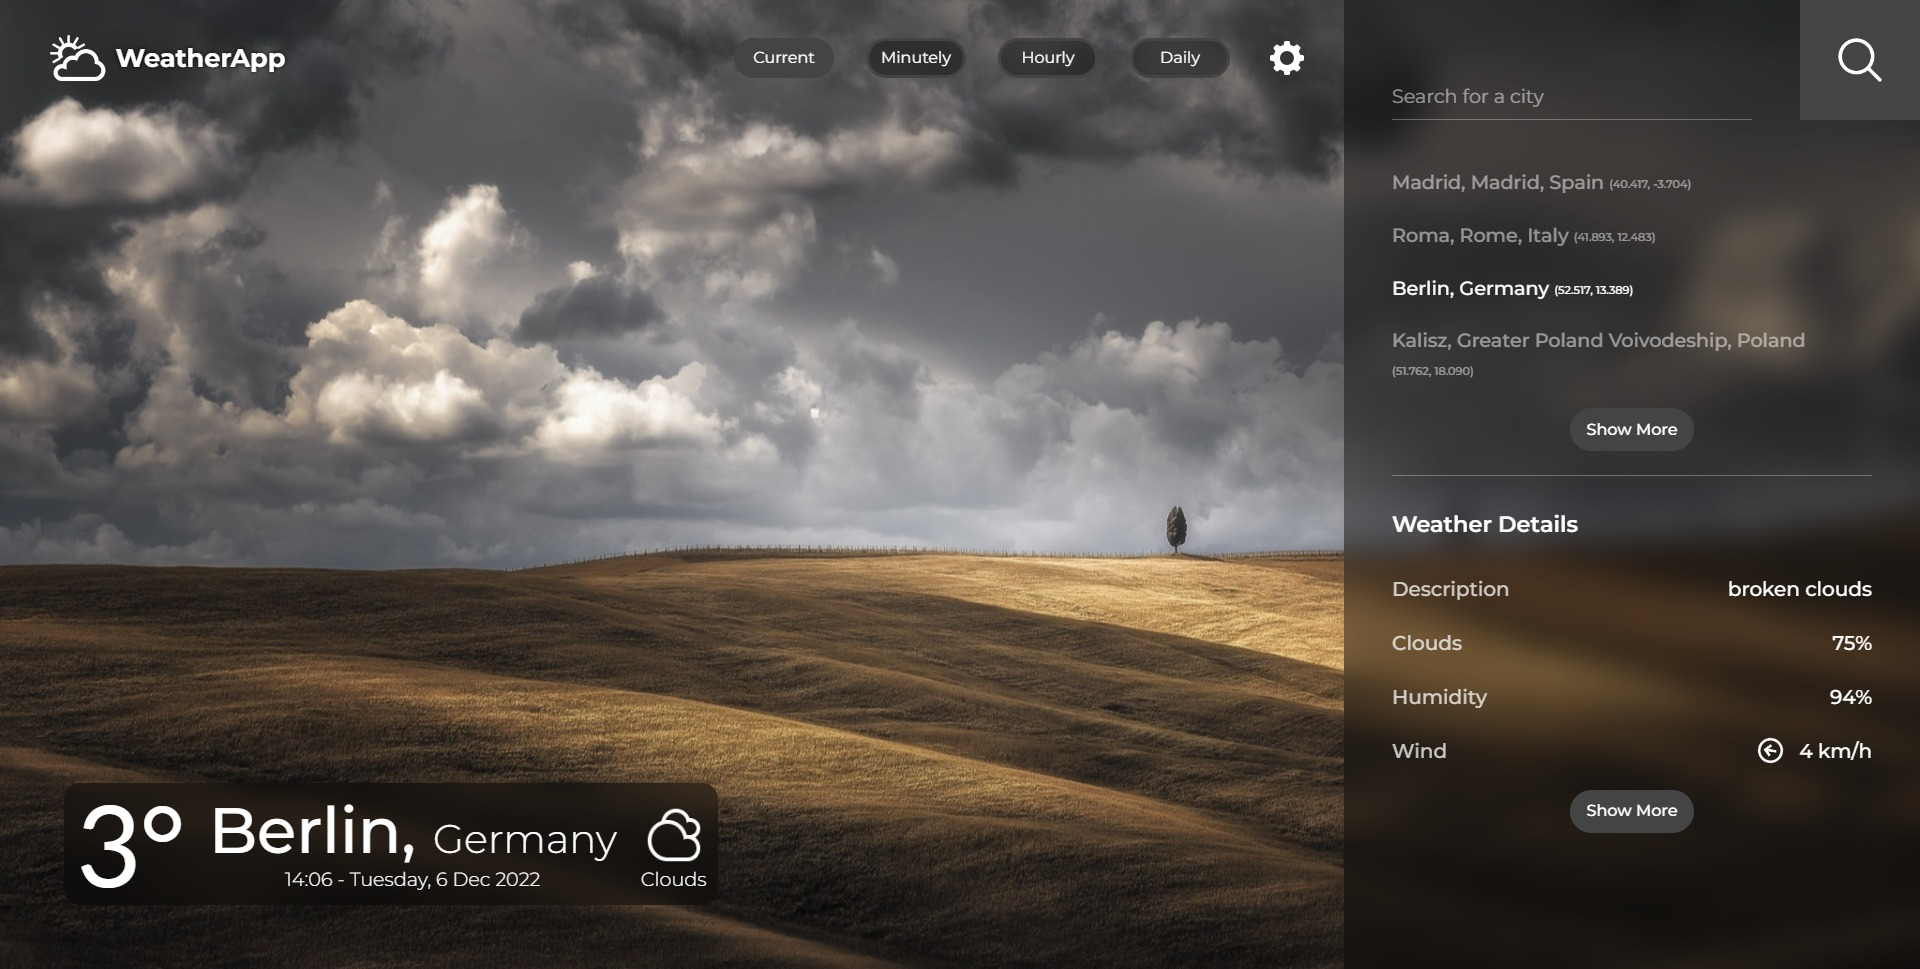 WeatherApp
Current
Minutely
Hourly
Daily
Search for a city
Madrid, Madrid, Spain (40.417, -3.704)
Roma, Rome, Italy (41.893, 12.483)
Berlin, Germany (52.517, 13.389)
Kalisz, Greater Poland Voivodeship, Poland
(51.762, 18.090)
Show More
Weather Details
Description broken clouds
Clouds 75%
Humidity 94%
Wind 4 km/h
Show More
3° Berlin, Germany
14:06 - Tuesday, 6 Dec 2022
Clouds